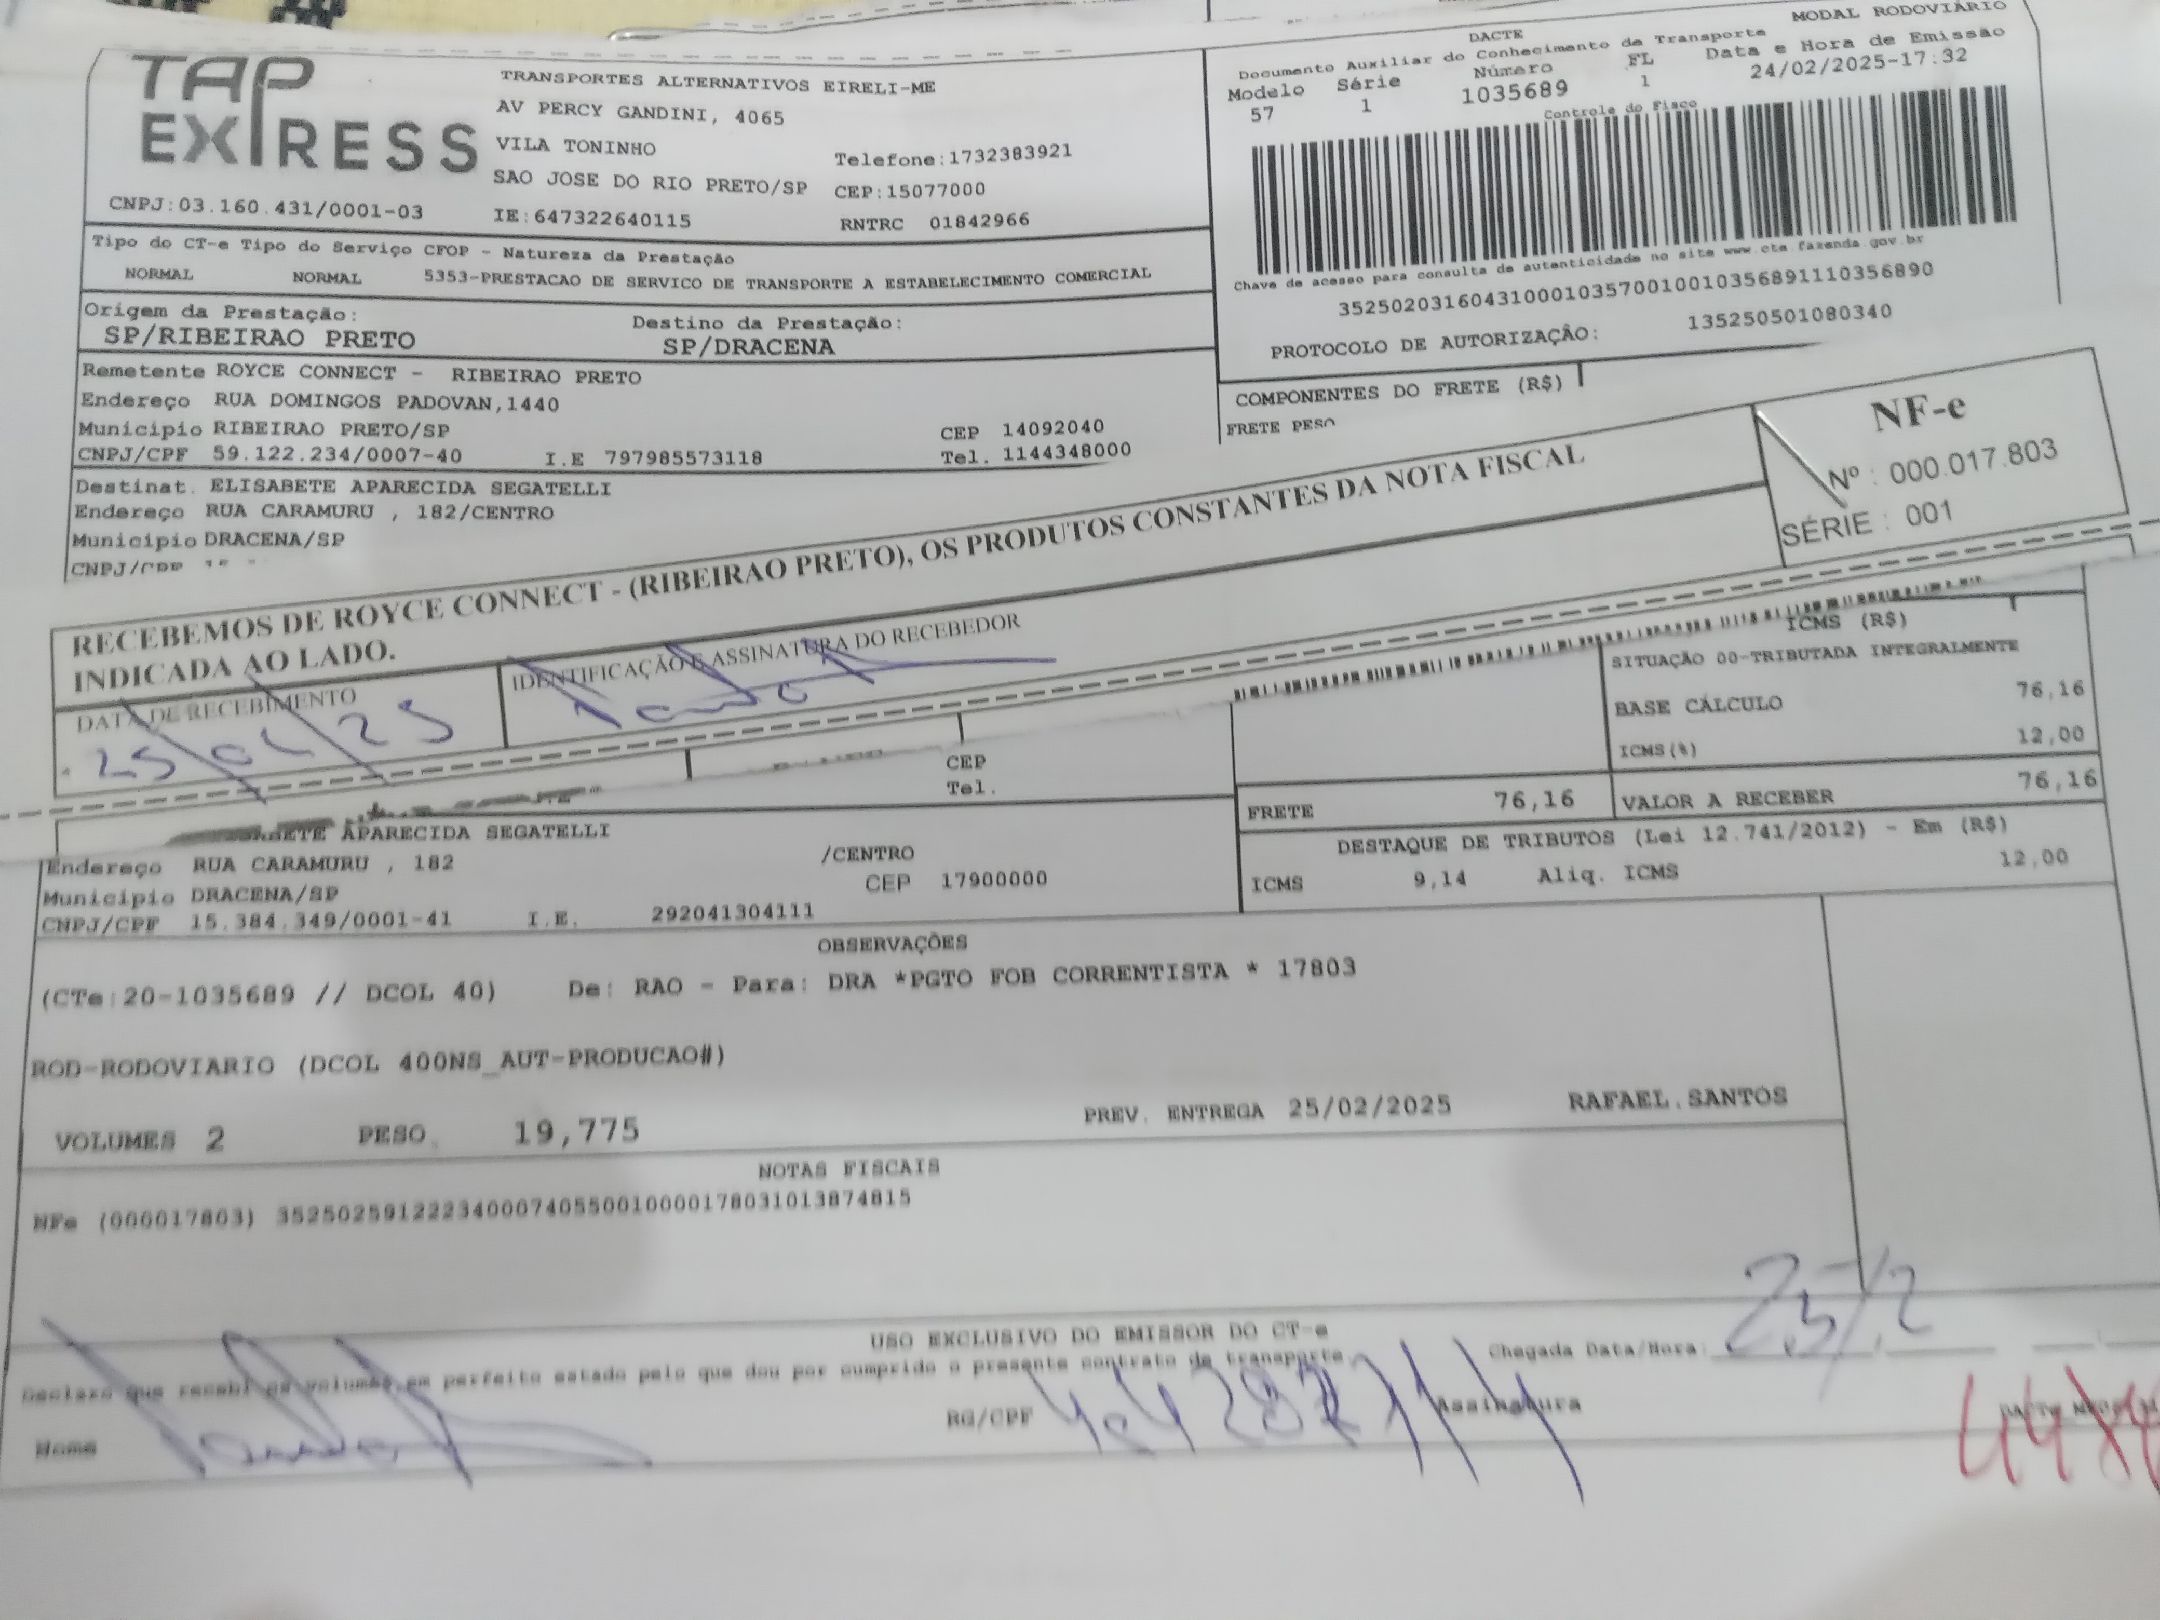 TAP EXPRESS
TRANSPORTES ALTERNATIVOS EIRELI-ME
AV PERCY GANDINI, 4065
VILA TONINHO
Telefone:1732383921
SAO JOSE DO RIO PRETO/SP CEP:15077000
CNPJ:03.160.431/0001-03 IE:647322640115 RNTRC 01842966
MODAL RODOVIÁRIO
DACTE
Documento Auxiliar do Conhecimento de Transporte
Modelo Série Número FL Data e Hora de Emissão
57 1 1035689 1 24/02/2025-17:32
Controle do Fisco
Chave de acesso para consulta de autenticidade no site www.cte.fazenda.gov.br
35250203160431000103570010010356891110356890
PROTOCOLO DE AUTORIZAÇÃO: 135250501080340
Tipo do CT-e Tipo do Serviço CFOP - Natureza da Prestação
NORMAL NORMAL 5353-PRESTACAO DE SERVICO DE TRANSPORTE A ESTABELECIMENTO COMERCIAL
Origem da Prestação: Destino da Prestação:
SP/RIBEIRAO PRETO SP/DRACENA
Remetente ROYCE CONNECT - RIBEIRAO PRETO
Endereço RUA DOMINGOS PADOVAN,1440
Município RIBEIRAO PRETO/SP CEP 14092040
CNPJ/CPF 59.122.234/0007-40 I.E 797985573118 Tel. 1144348000
COMPONENTES DO FRETE (R$)
FRETE PESO
Destinat. ELISABETE APARECIDA SEGATELLI
Endereço RUA CARAMURU , 182/CENTRO
Município DRACENA/SP
CNPJ/CPF
RECEBEMOS DE ROYCE CONNECT - (RIBEIRAO PRETO), OS PRODUTOS CONSTANTES DA NOTA FISCAL
INDICADA AO LADO.
NF-e
Nº : 000.017.803
SÉRIE : 001
DATA DE RECEBIMENTO IDENTIFICAÇÃO E ASSINATURA DO RECEBEDOR
ICMS (R$)
SITUAÇÃO 00-TRIBUTADA INTEGRALMENTE
BASE CÁLCULO 76,16
ICMS(%) 12,00
CEP
Tel.
FRETE 76,16 VALOR A RECEBER 76,16
DESTAQUE DE TRIBUTOS (Lei 12.741/2012) - Em (R$)
ICMS 9,14 Aliq. ICMS 12,00
APARECIDA SEGATELLI
Endereço RUA CARAMURU , 182 /CENTRO
Município DRACENA/SP CEP 17900000
CNPJ/CPF 15.384.349/0001-41 I.E. 292041304111
OBSERVAÇÕES
(CTe:20-1035689 // DCOL 40) De: RAO - Para: DRA *PGTO FOB CORRENTISTA * 17803
ROD-RODOVIARIO (DCOL 400NS_AUT-PRODUCAO#)
VOLUMES 2 PESO. 19,775 PREV. ENTREGA 25/02/2025 RAFAEL.SANTOS
NOTAS FISCAIS
NFe (000017803) 35250259122234000740550010000178031013874815
USO EXCLUSIVO DO EMISSOR DO CT-e
Declaro que recebi os volumes em perfeito estado pelo que dou por cumprido o presente contrato de transporte.
Chegada Data/Hora: 25/2
Nome RG/CPF Assinatura